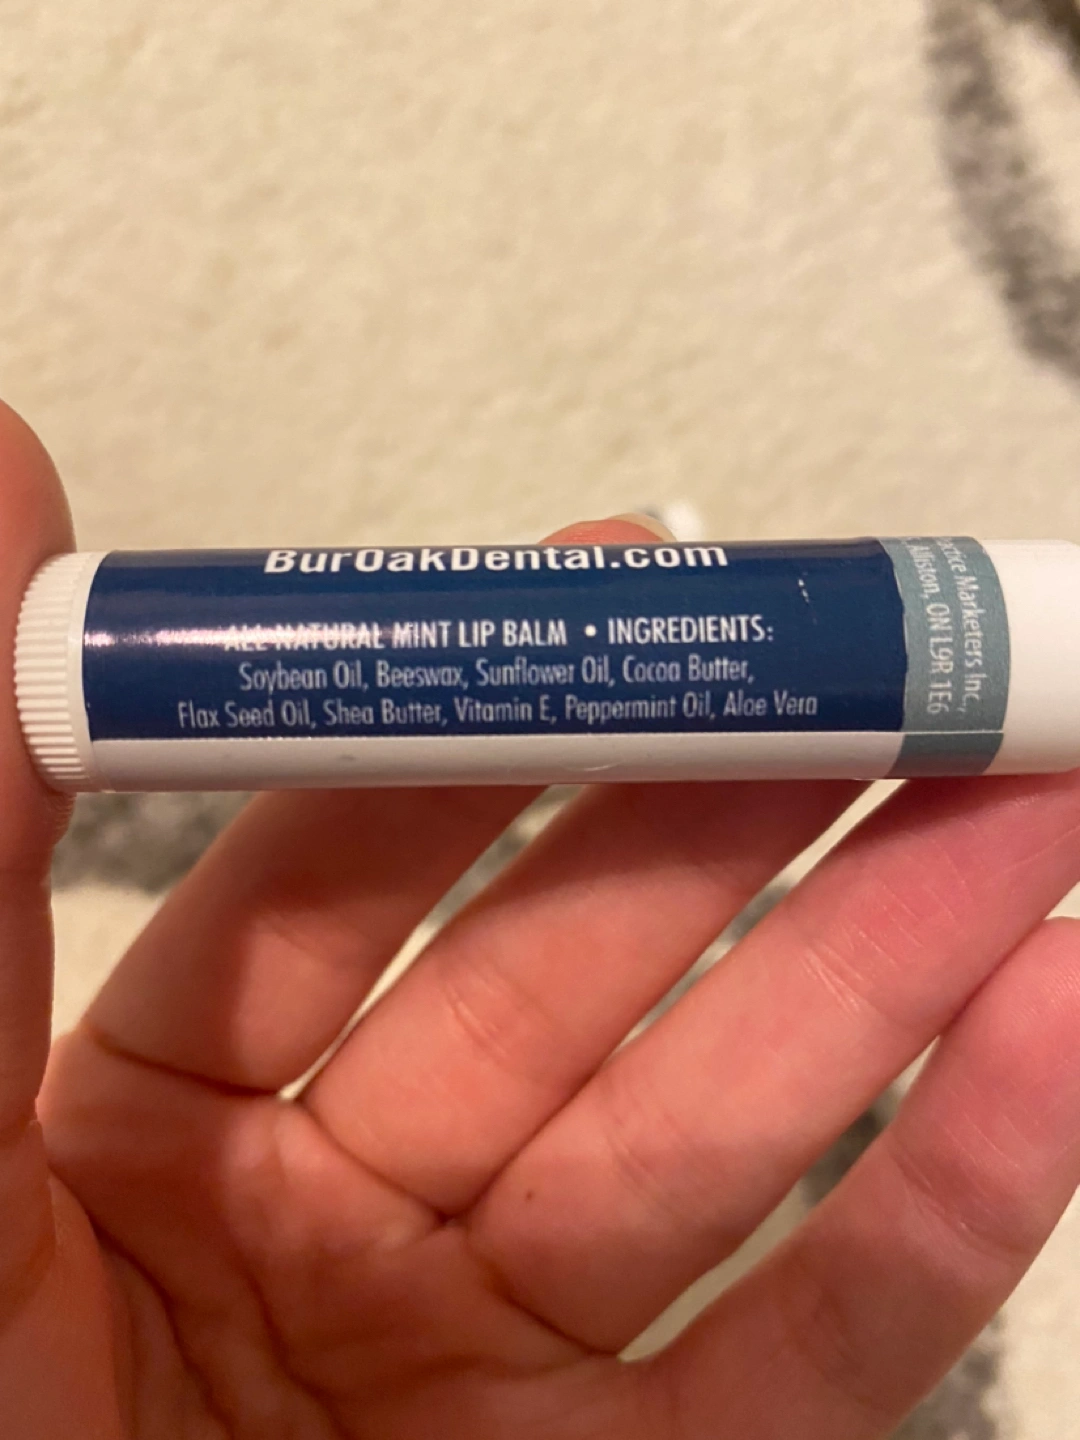 BurOakDental.com
ALL NATURAL MINT LIP BALM • INGREDIENTS:
Soybean Oil, Beeswax, Sunflower Oil, Cocoa Butter,
Flax Seed Oil, Shea Butter, Vitamin E, Peppermint Oil, Aloe Vera
Marketers Inc.,
Alliston, ON L9R 1E6